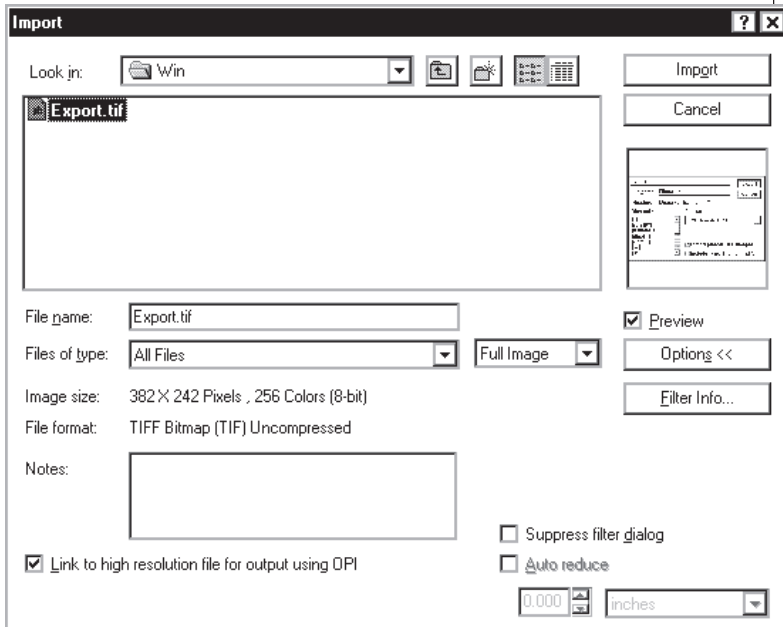 Import
Look in: Win
Import
Export.tif
Cancel
File name: Export.tif
Preview
Files of type: All Files Full Image Options <<
Image size: 382 X 242 Pixels , 256 Colors (8-bit)
Filter Info...
File format: TIFF Bitmap (TIF) Uncompressed
Notes:
Suppress filter dialog
Link to high resolution file for output using OPI
Auto reduce
0.000 inches